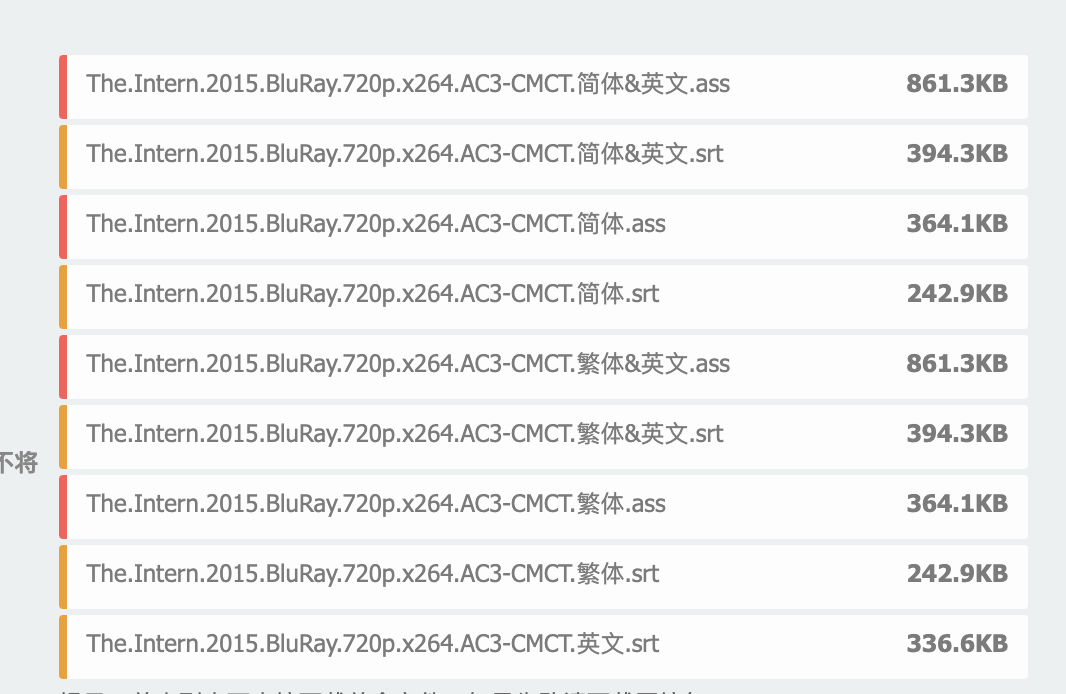 The.Intern.2015.BluRay.720p.x264.AC3-CMCT.简体&英文.ass 861.3KB
The.Intern.2015.BluRay.720p.x264.AC3-CMCT.简体&英文.srt 394.3KB
The.Intern.2015.BluRay.720p.x264.AC3-CMCT.简体.ass 364.1KB
The.Intern.2015.BluRay.720p.x264.AC3-CMCT.简体.srt 242.9KB
The.Intern.2015.BluRay.720p.x264.AC3-CMCT.繁体&英文.ass 861.3KB
The.Intern.2015.BluRay.720p.x264.AC3-CMCT.繁体&英文.srt 394.3KB
不将
The.Intern.2015.BluRay.720p.x264.AC3-CMCT.繁体.ass 364.1KB
The.Intern.2015.BluRay.720p.x264.AC3-CMCT.繁体.srt 242.9KB
The.Intern.2015.BluRay.720p.x264.AC3-CMCT.英文.srt 336.6KB